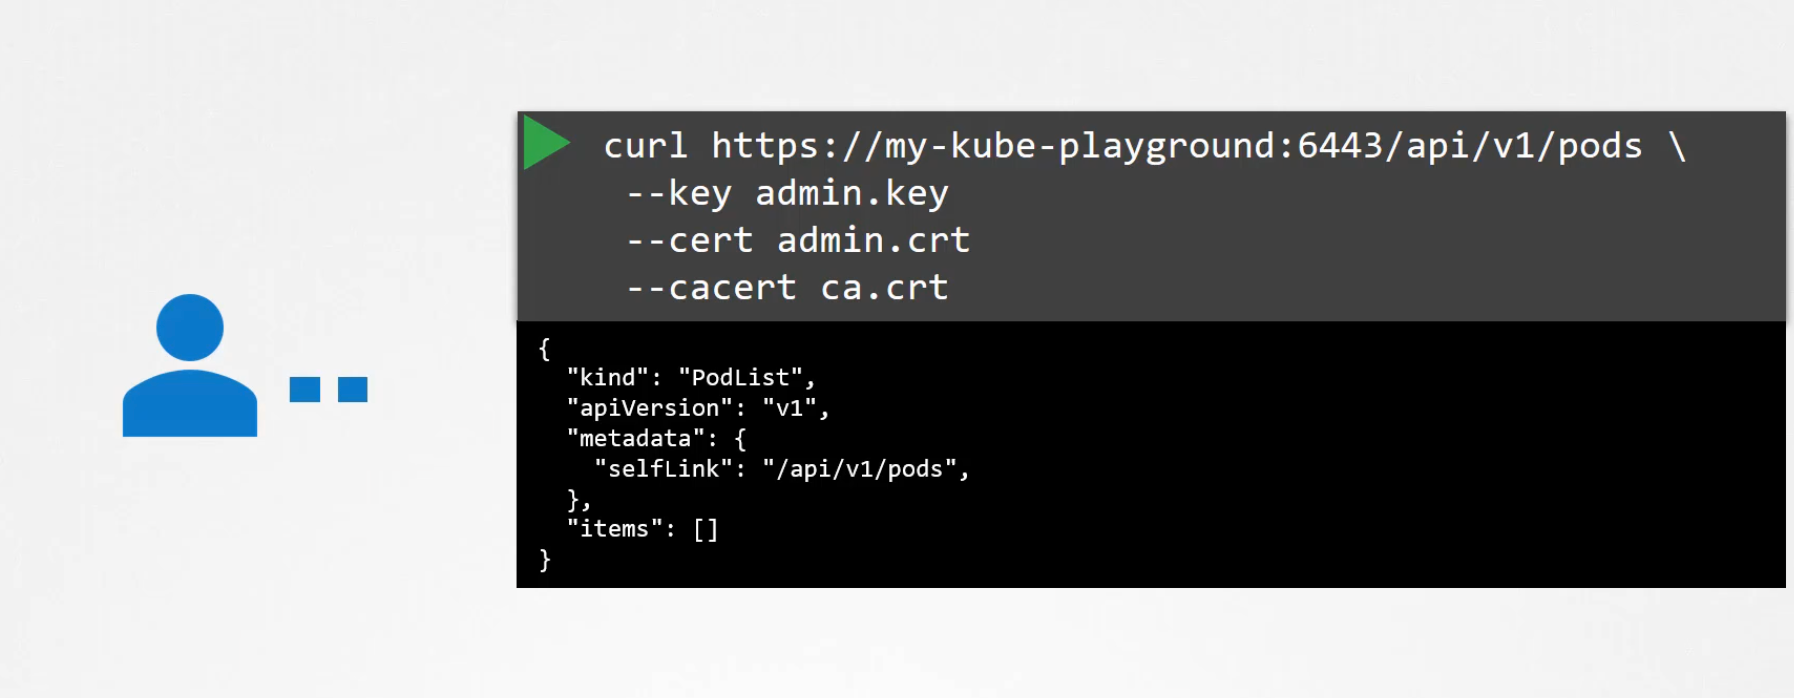 curl https://my-kube-playground:6443/api/v1/pods \
--key admin.key
--cert admin.crt
--cacert ca.crt
{
"kind": "PodList",
"apiVersion": "v1",
"metadata": {
"selfLink": "/api/v1/pods",
},
"items": []
}